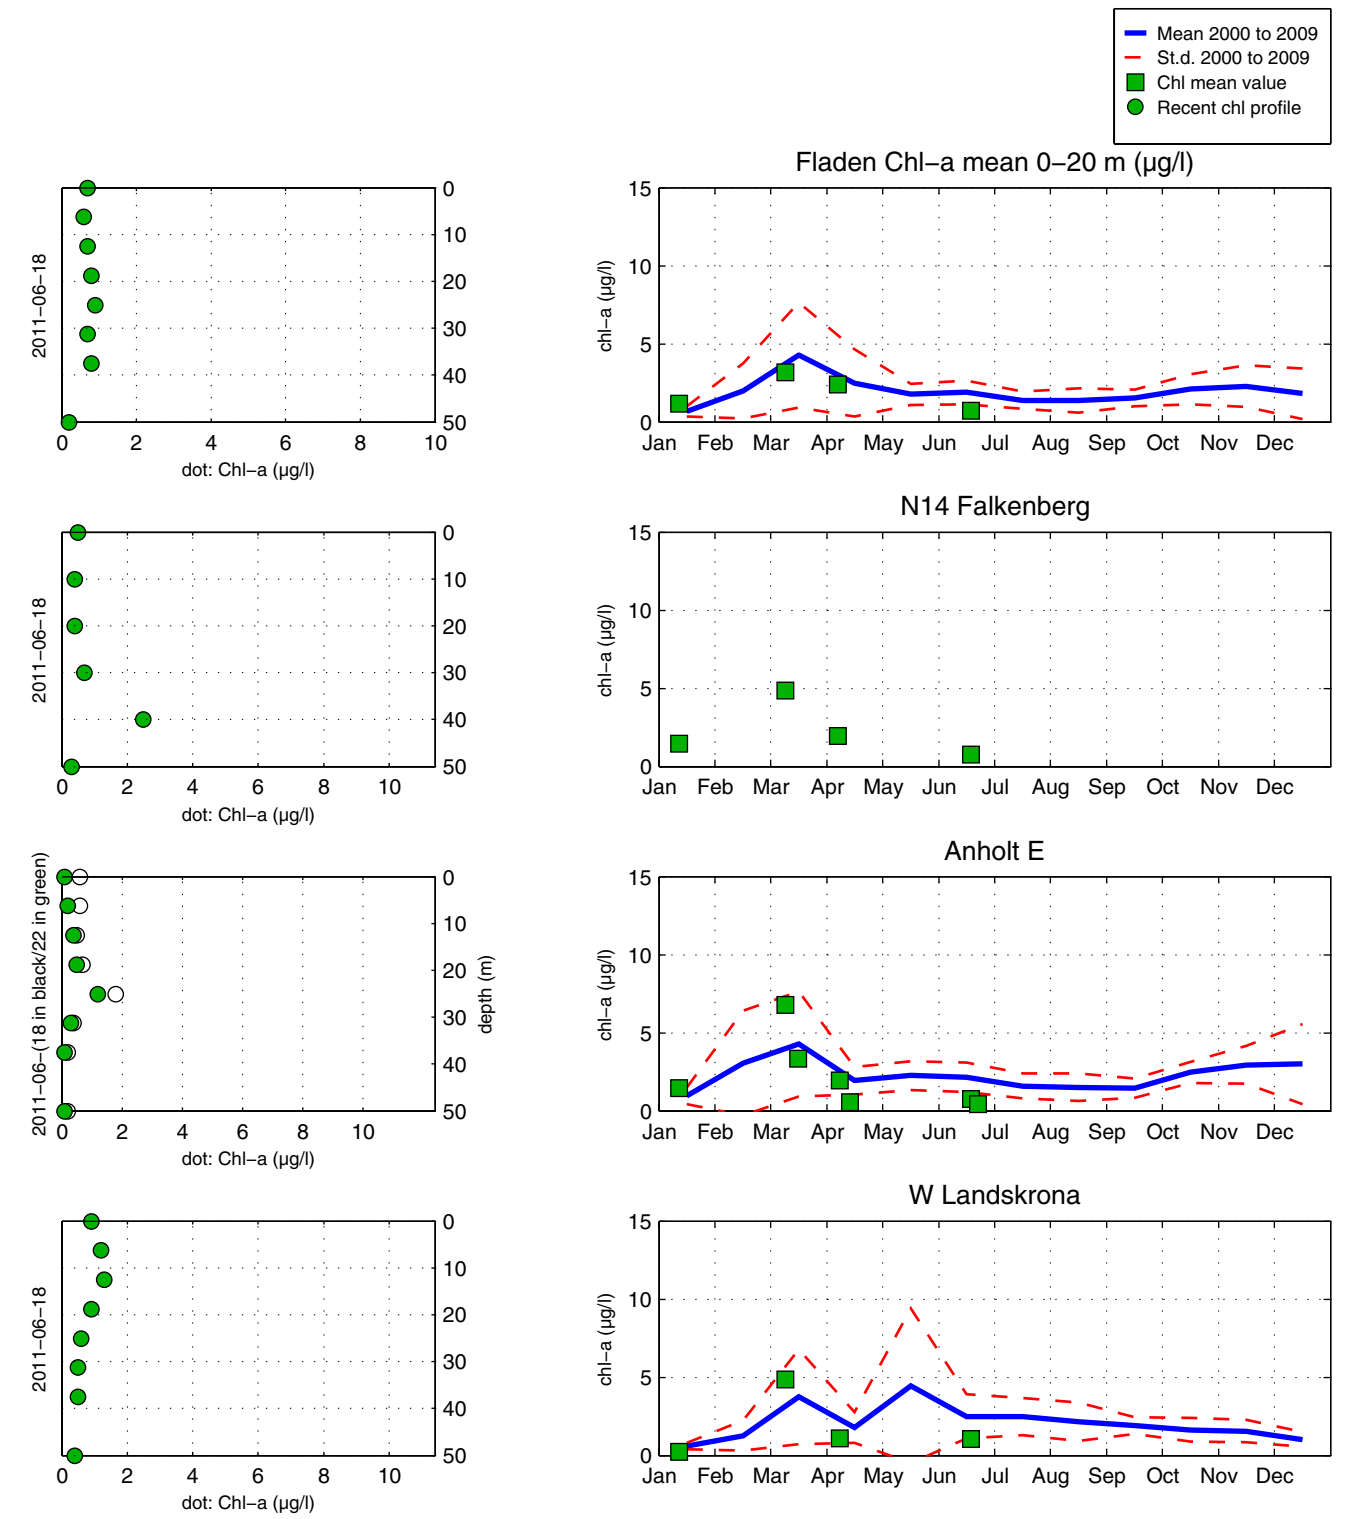 Mean 2000 to 2009
St.d. 2000 to 2009
Chl mean value
Recent chl profile
2011−06−18
0
10
20
30
40
50
0 2 4 6 8 10
dot: Chl−a (µg/l)
Fladen Chl−a mean 0−20 m (µg/l)
chl−a (µg/l)
15
10
5
0
Jan Feb Mar Apr May Jun Jul Aug Sep Oct Nov Dec
2011−06−18
0
10
20
30
40
50
0 2 4 6 8 10
dot: Chl−a (µg/l)
N14 Falkenberg
chl−a (µg/l)
15
10
5
0
Jan Feb Mar Apr May Jun Jul Aug Sep Oct Nov Dec
2011−06−(18 in black/22 in green)
0
10
20
30
40
50
depth (m)
0 2 4 6 8 10
dot: Chl−a (µg/l)
Anholt E
chl−a (µg/l)
15
10
5
0
Jan Feb Mar Apr May Jun Jul Aug Sep Oct Nov Dec
2011−06−18
0
10
20
30
40
50
0 2 4 6 8 10
dot: Chl−a (µg/l)
W Landskrona
chl−a (µg/l)
15
10
5
0
Jan Feb Mar Apr May Jun Jul Aug Sep Oct Nov Dec